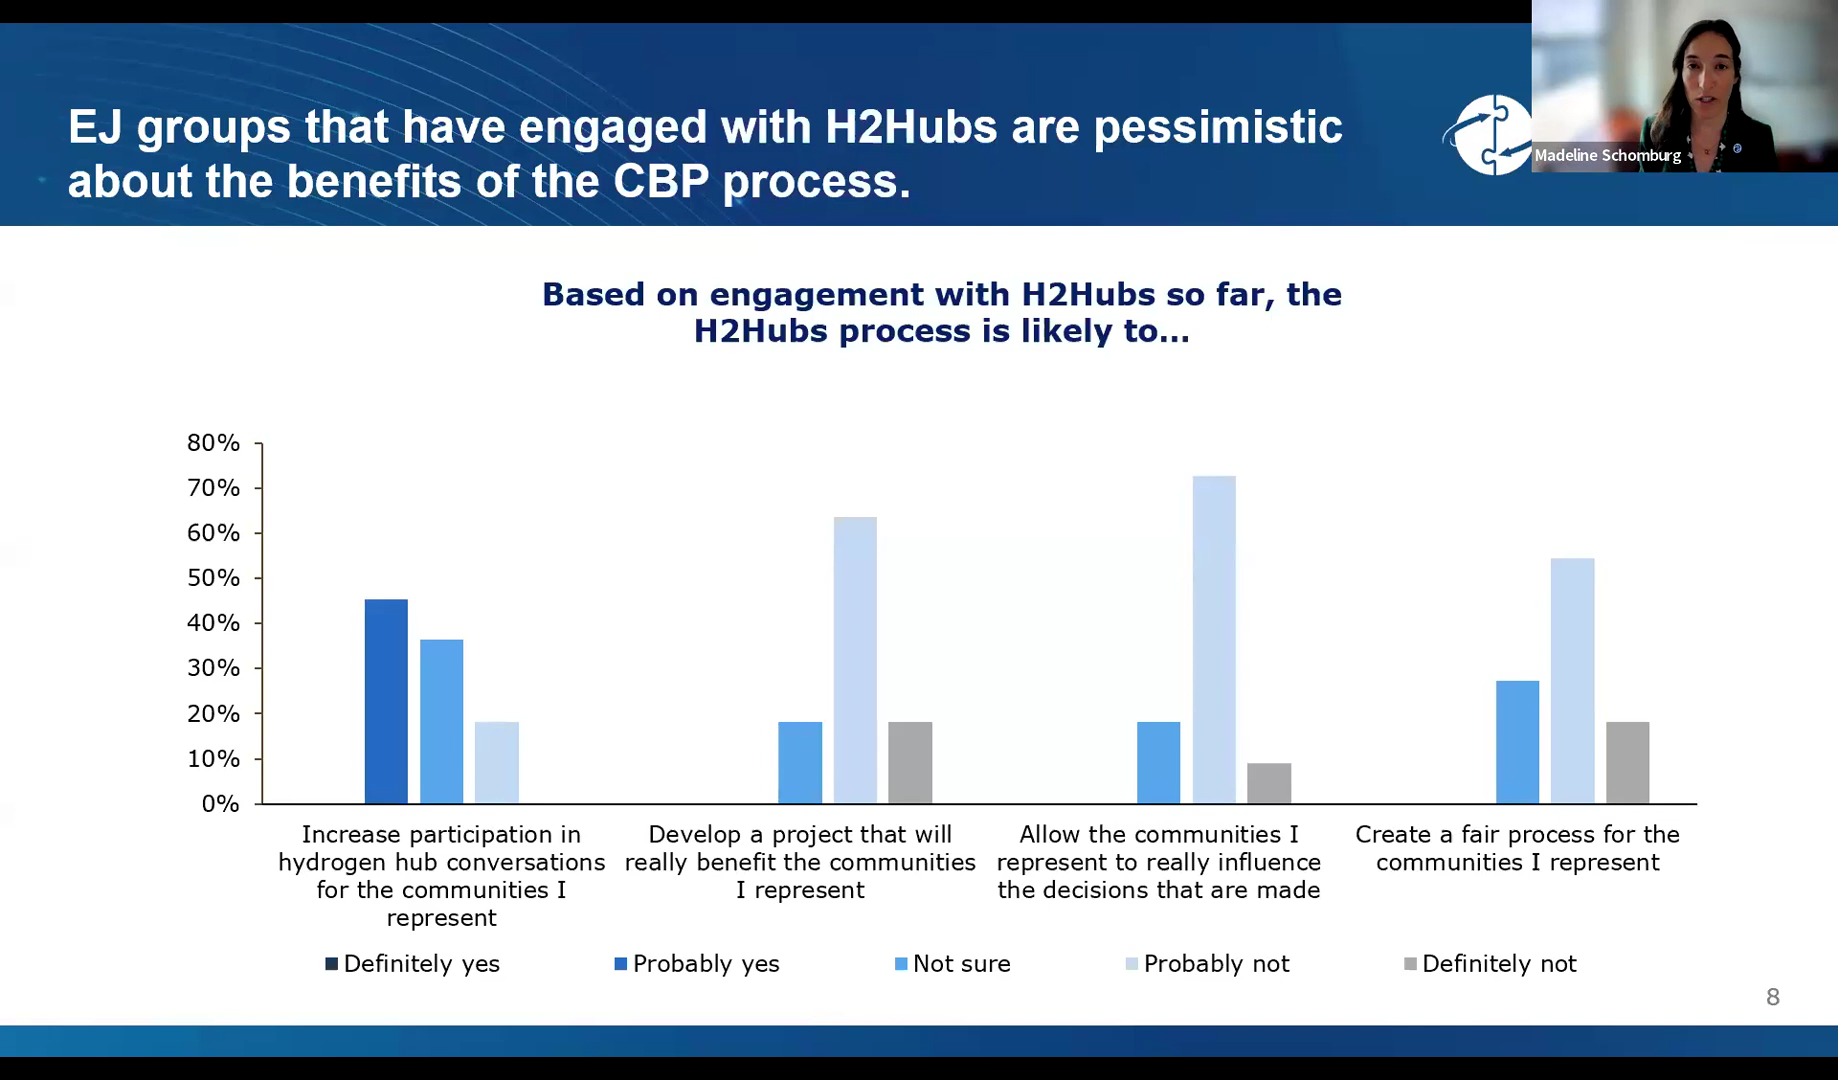 EJ groups that have engaged with H2Hubs are pessimistic
about the benefits of the CBP process.
Madeline Schomburg
Based on engagement with H2Hubs so far, the
H2Hubs process is likely to...
80%
70%
60%
50%
40%
30%
20%
10%
0%
Increase participation in
hydrogen hub conversations
for the communities I
represent
Develop a project that will
really benefit the communities
I represent
Allow the communities I
represent to really influence
the decisions that are made
Create a fair process for the
communities I represent
Definitely yes
Probably yes
Not sure
Probably not
Definitely not
8